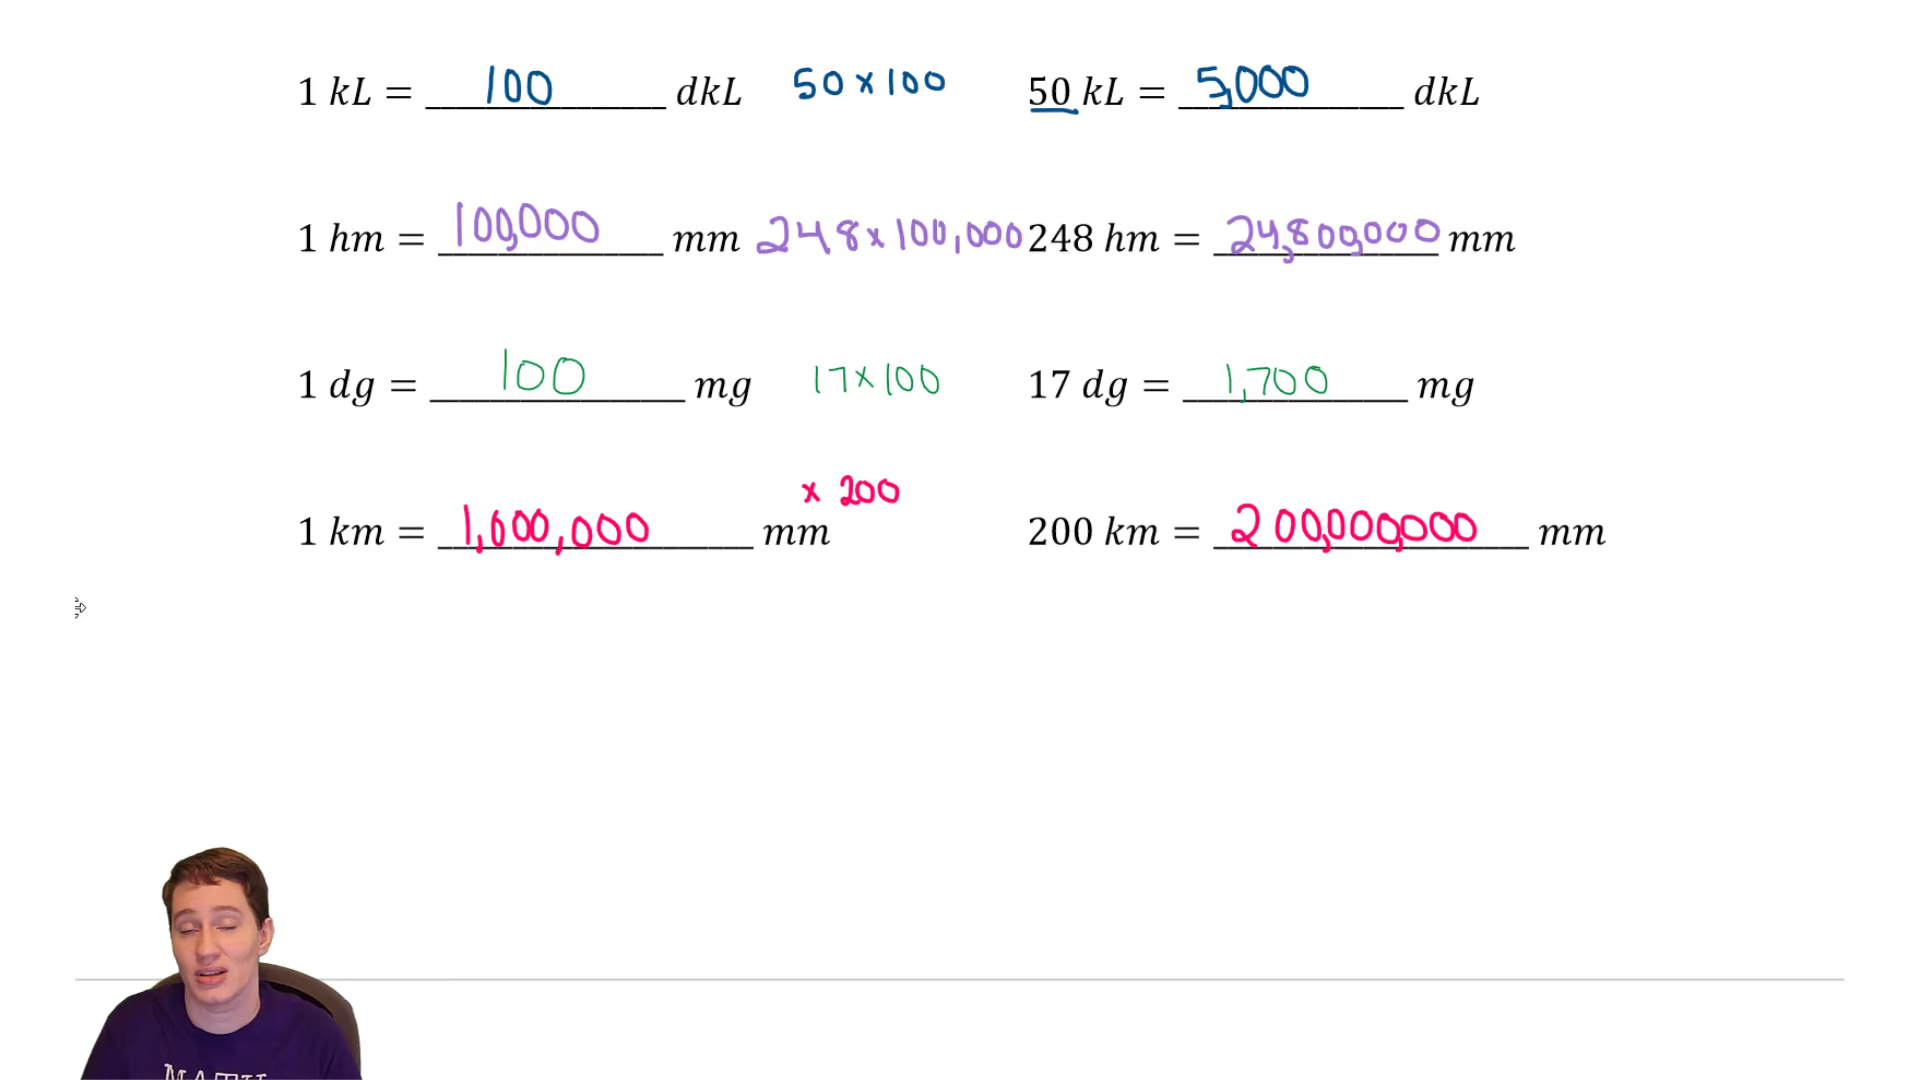 1 kL = 100 dkL 50 x 100 50 kL = 5,000 dkL
1 hm = 100,000 mm 248 x 100,000 248 hm = 24,800,000 mm
1 dg = 100 mg 17 x 100 17 dg = 1,700 mg
x 200
1 km = 1,000,000 mm 200 km = 200,000,000 mm